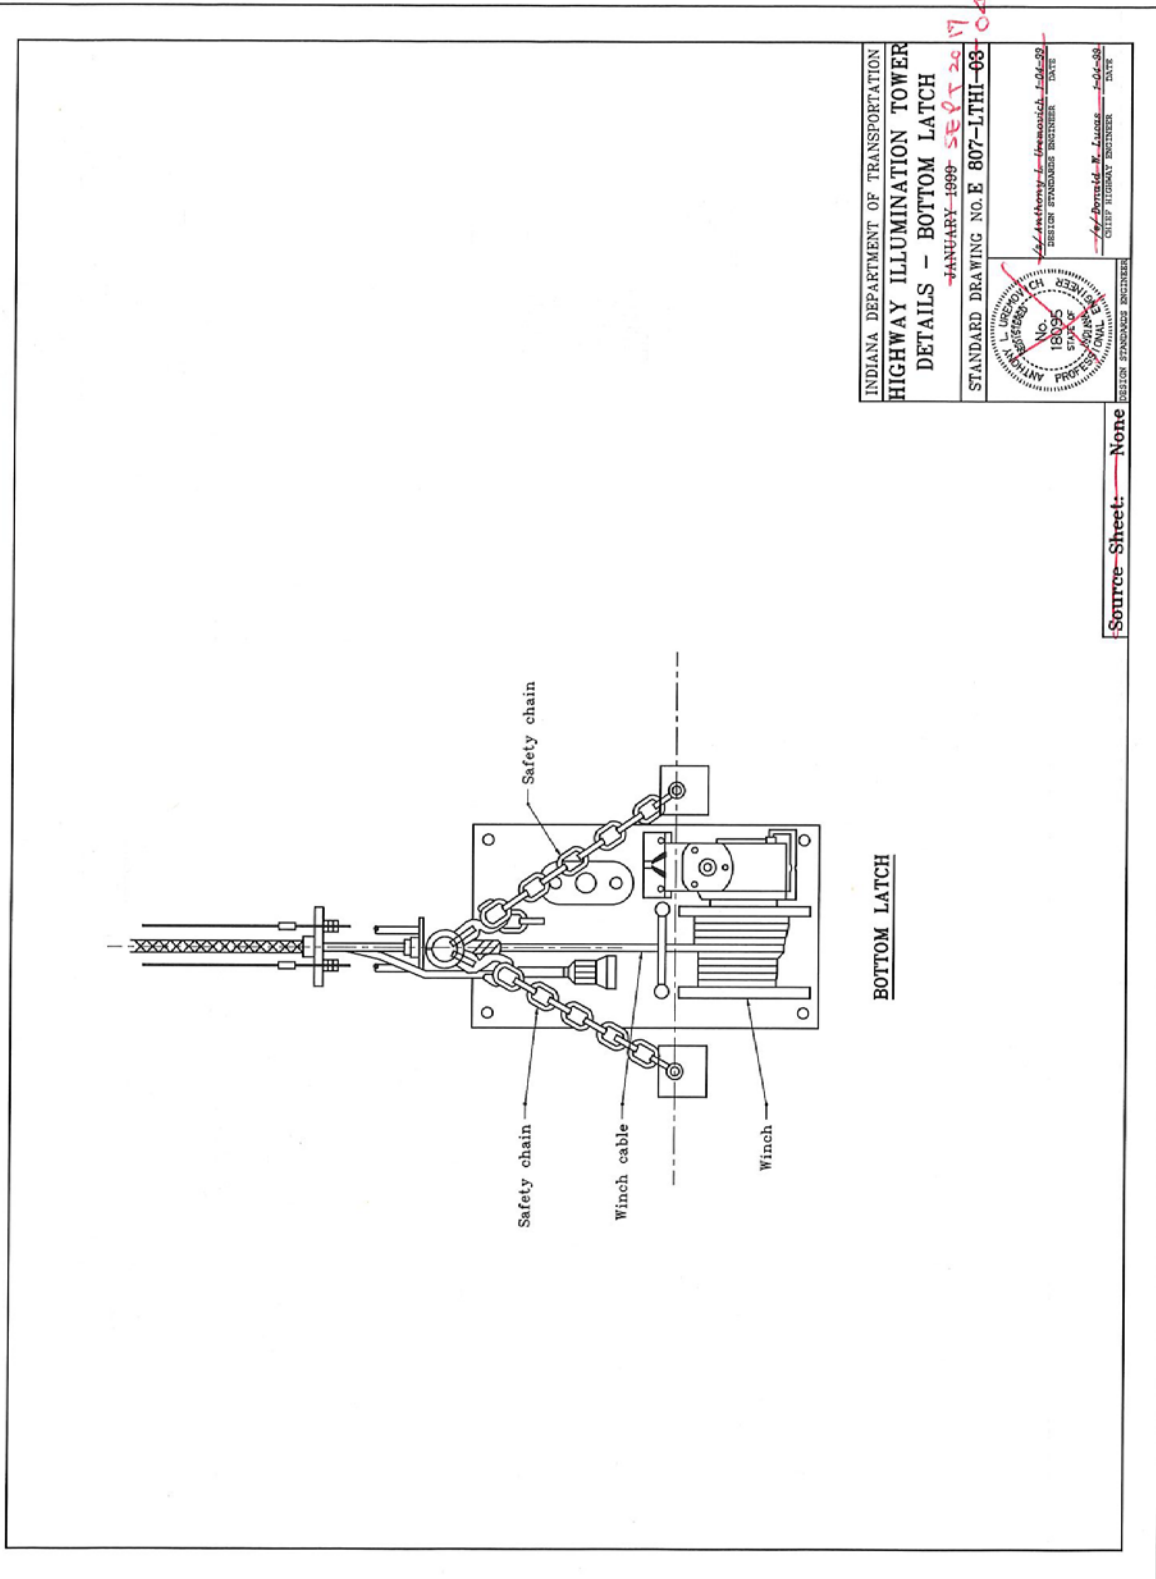 Safety chain
Safety chain
Winch cable
Winch
BOTTOM LATCH
Source Sheet: None
INDIANA DEPARTMENT OF TRANSPORTATION
HIGHWAY ILLUMINATION TOWER
DETAILS - BOTTOM LATCH
JANUARY 1999 SEPT 2017
STANDARD DRAWING NO. E 807-LTHI-03 04
ANTHONY L. UREMOVICH
REGISTERED
No.
18095
STATE OF
INDIANA
PROFESSIONAL ENGINEER
DESIGN STANDARDS ENGINEER
/s/ Anthony L. Uremovich 1-04-99
DESIGN STANDARDS ENGINEER DATE
/s/ Donald W. Lucas 1-04-99
CHIEF HIGHWAY ENGINEER DATE